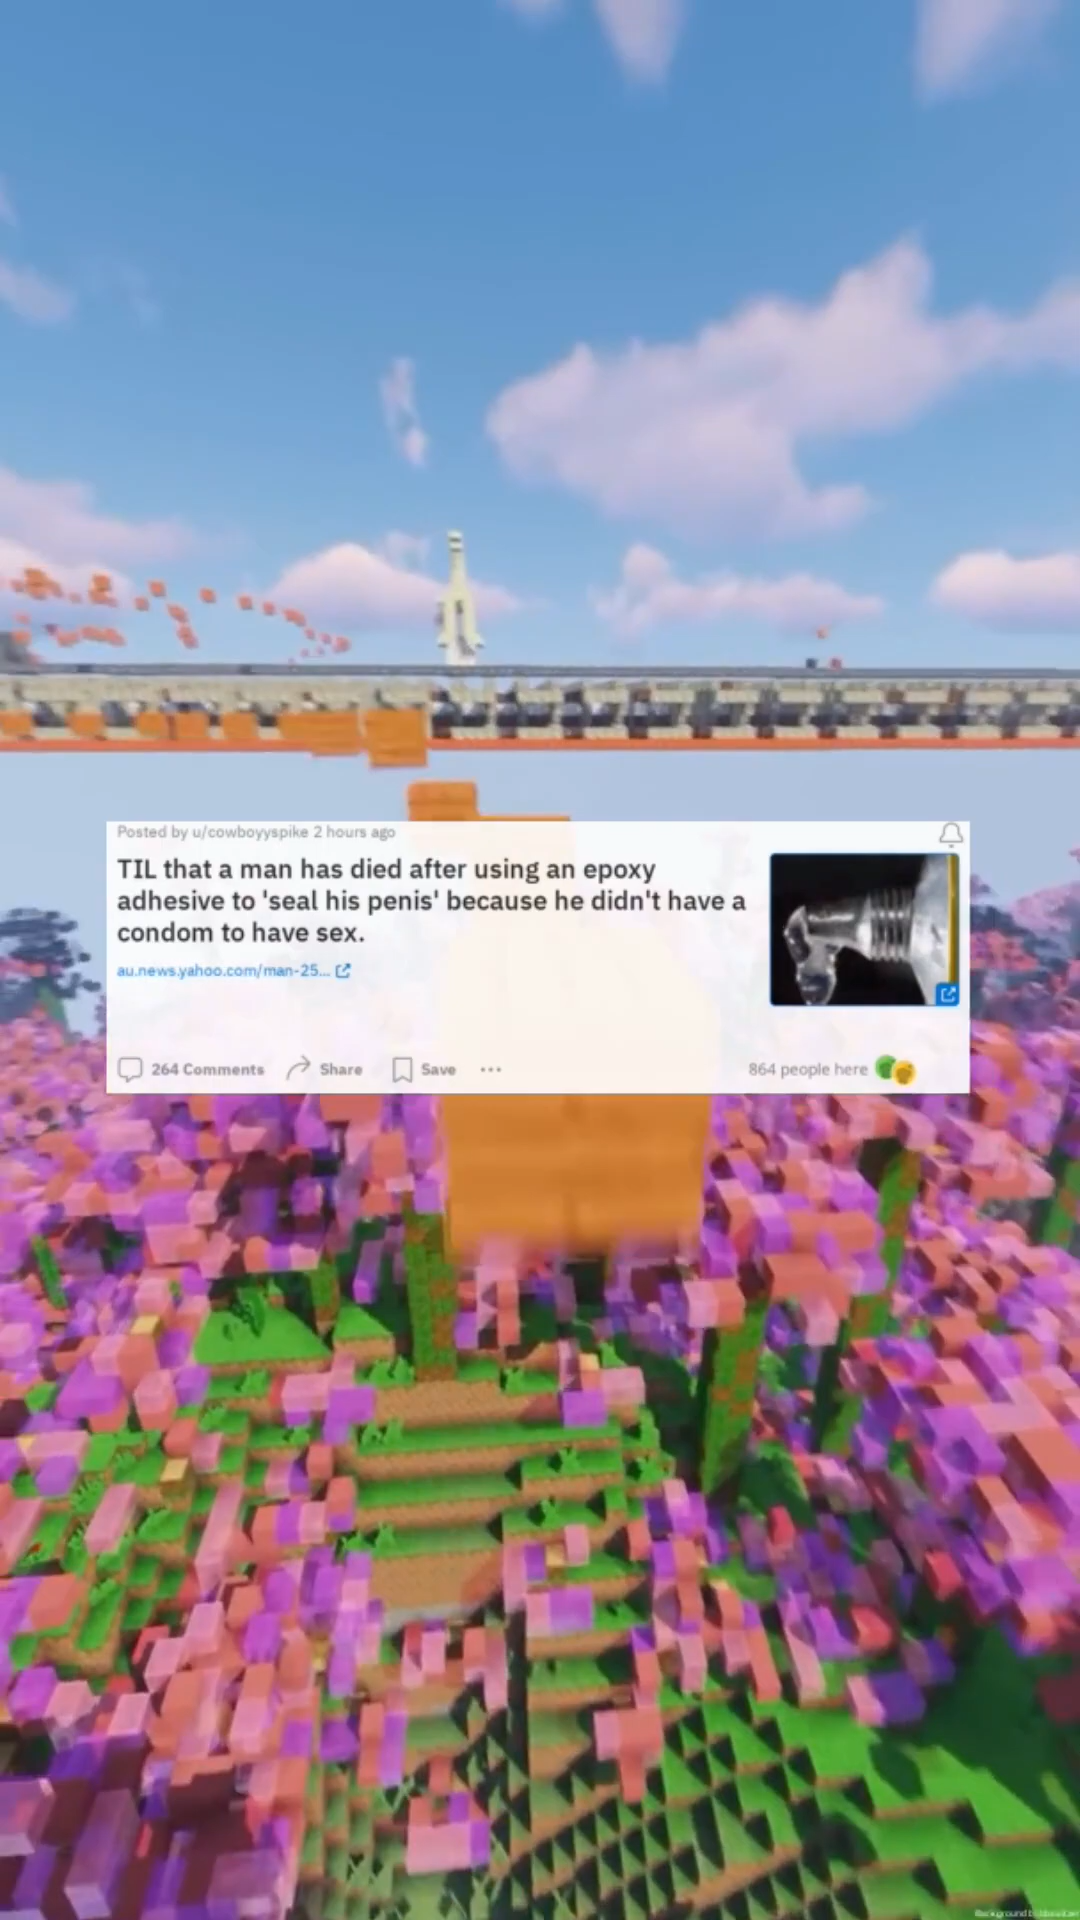 Posted by u/cowboyyspike 2 hours ago
TIL that a man has died after using an epoxy
adhesive to 'seal his penis' because he didn't have a
condom to have sex.
au.news.yahoo.com/man-25...
264 Comments Share Save ... 864 people here